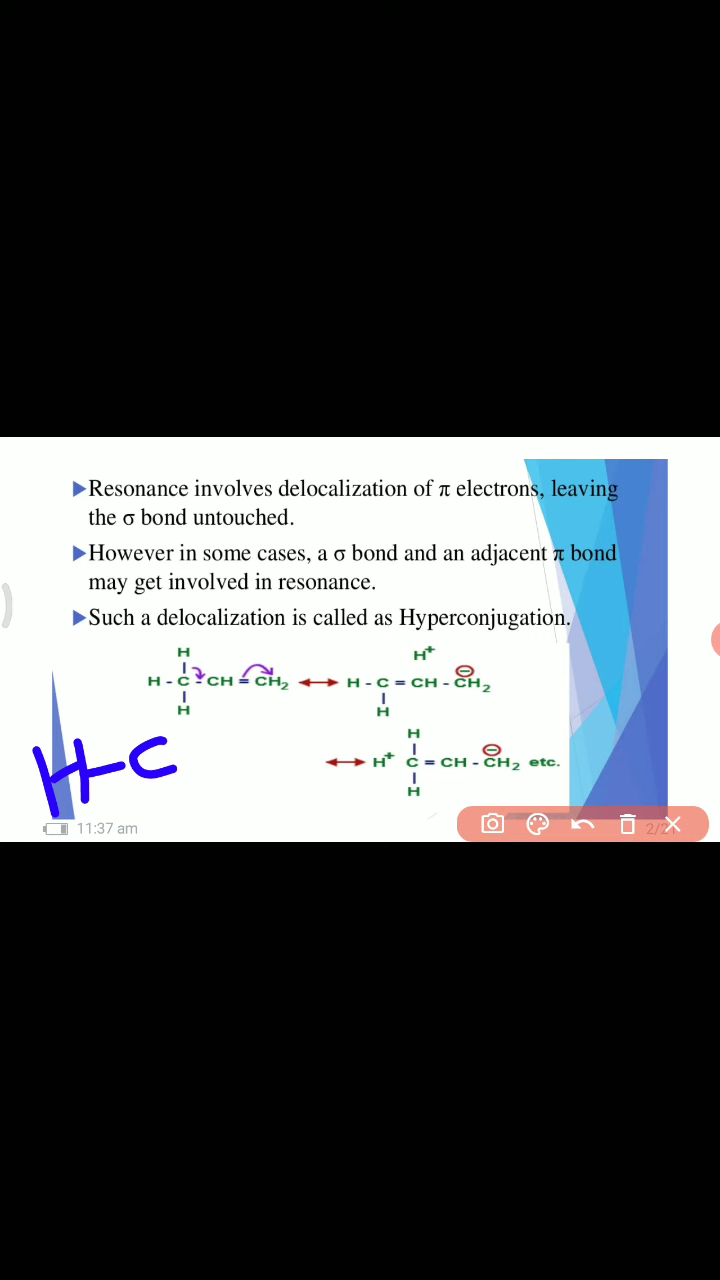 ▶Resonance involves delocalization of π electrons, leaving
the σ bond untouched.
▶However in some cases, a σ bond and an adjacent π bond
may get involved in resonance.
▶Such a delocalization is called as Hyperconjugation.
H H⁺
H - C - CH = CH₂ ⟷ H - C = CH - CH₂ ⊖
H H
H
⟷ H⁺ C = CH - CH₂ ⊖ etc.
H
H-C
11:37 am